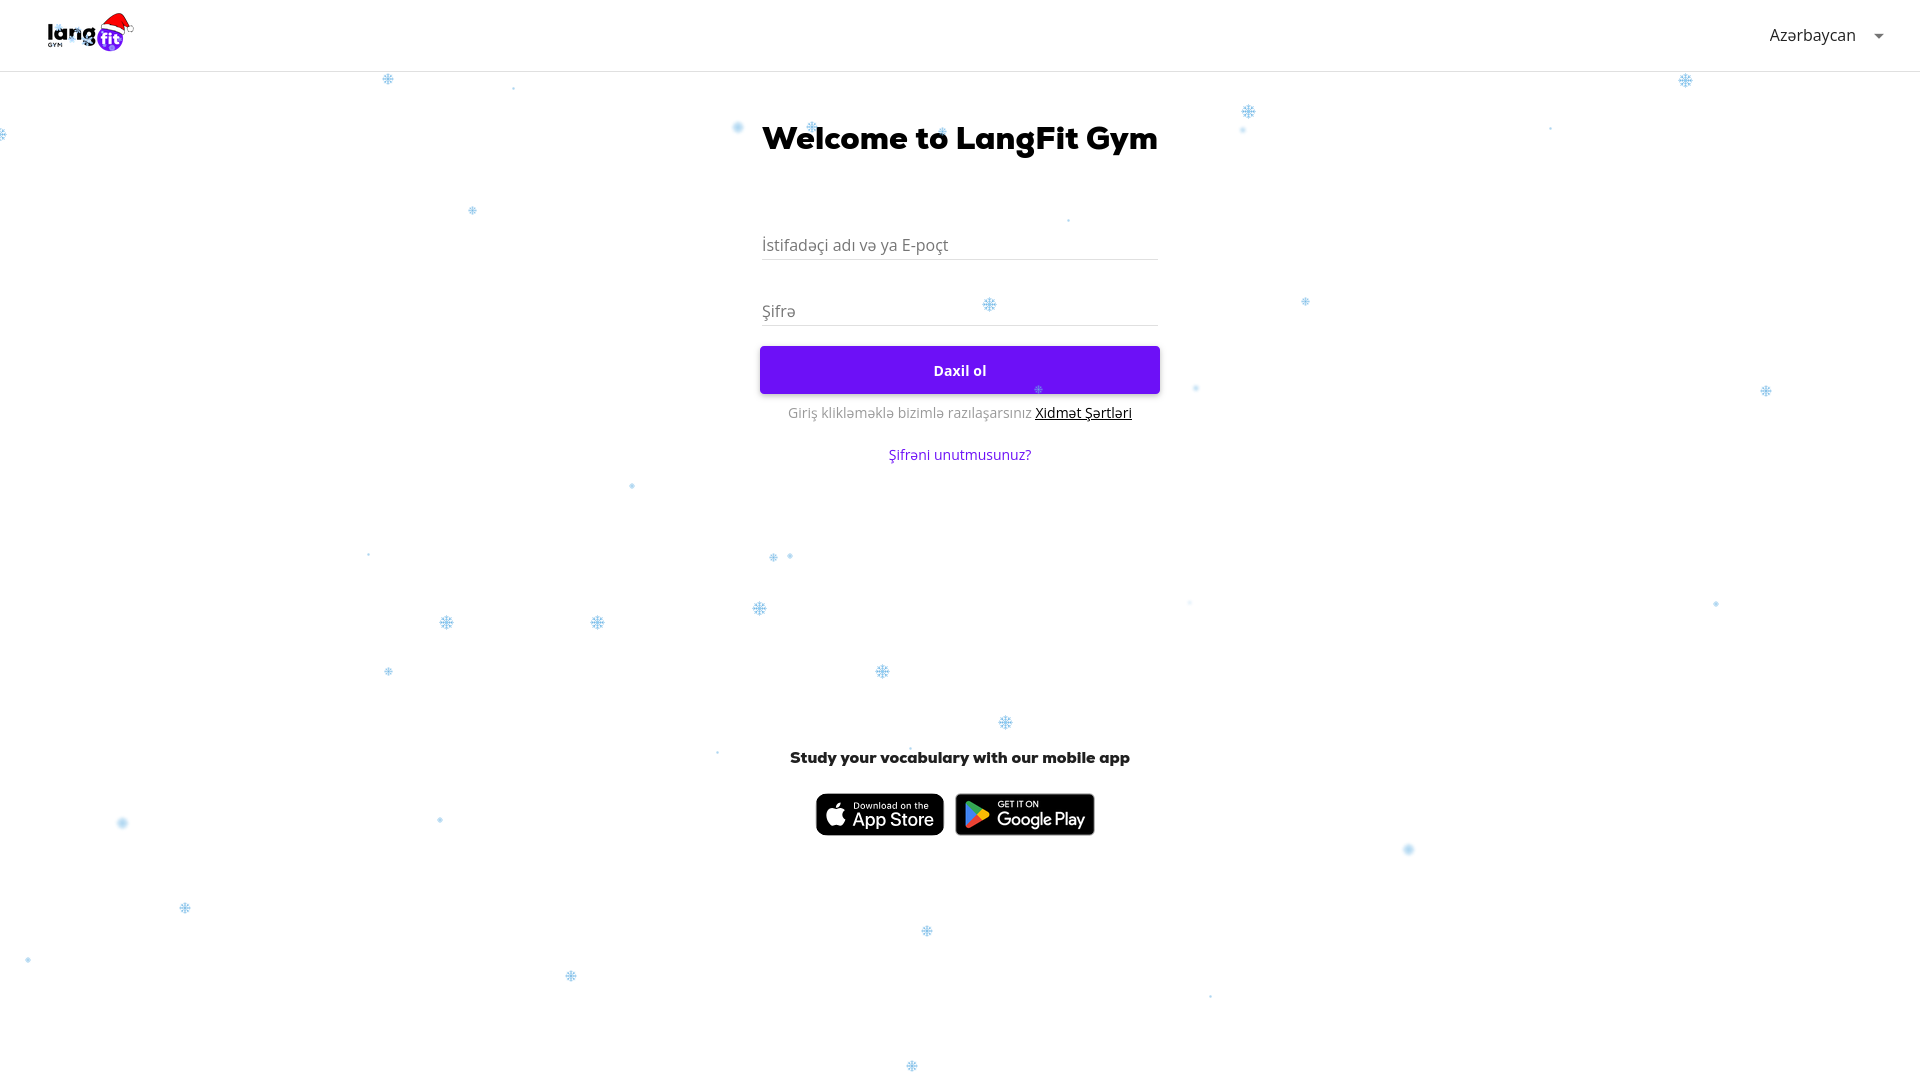 lang fit
GYM
Azərbaycan
Welcome to LangFit Gym
İstifadəçi adı və ya E-poçt
Şifrə
Daxil ol
Giriş klikləməklə bizimlə razılaşarsınız Xidmət Şərtləri
Şifrəni unutmusunuz?
Study your vocabulary with our mobile app
Download on the
App Store
GET IT ON
Google Play